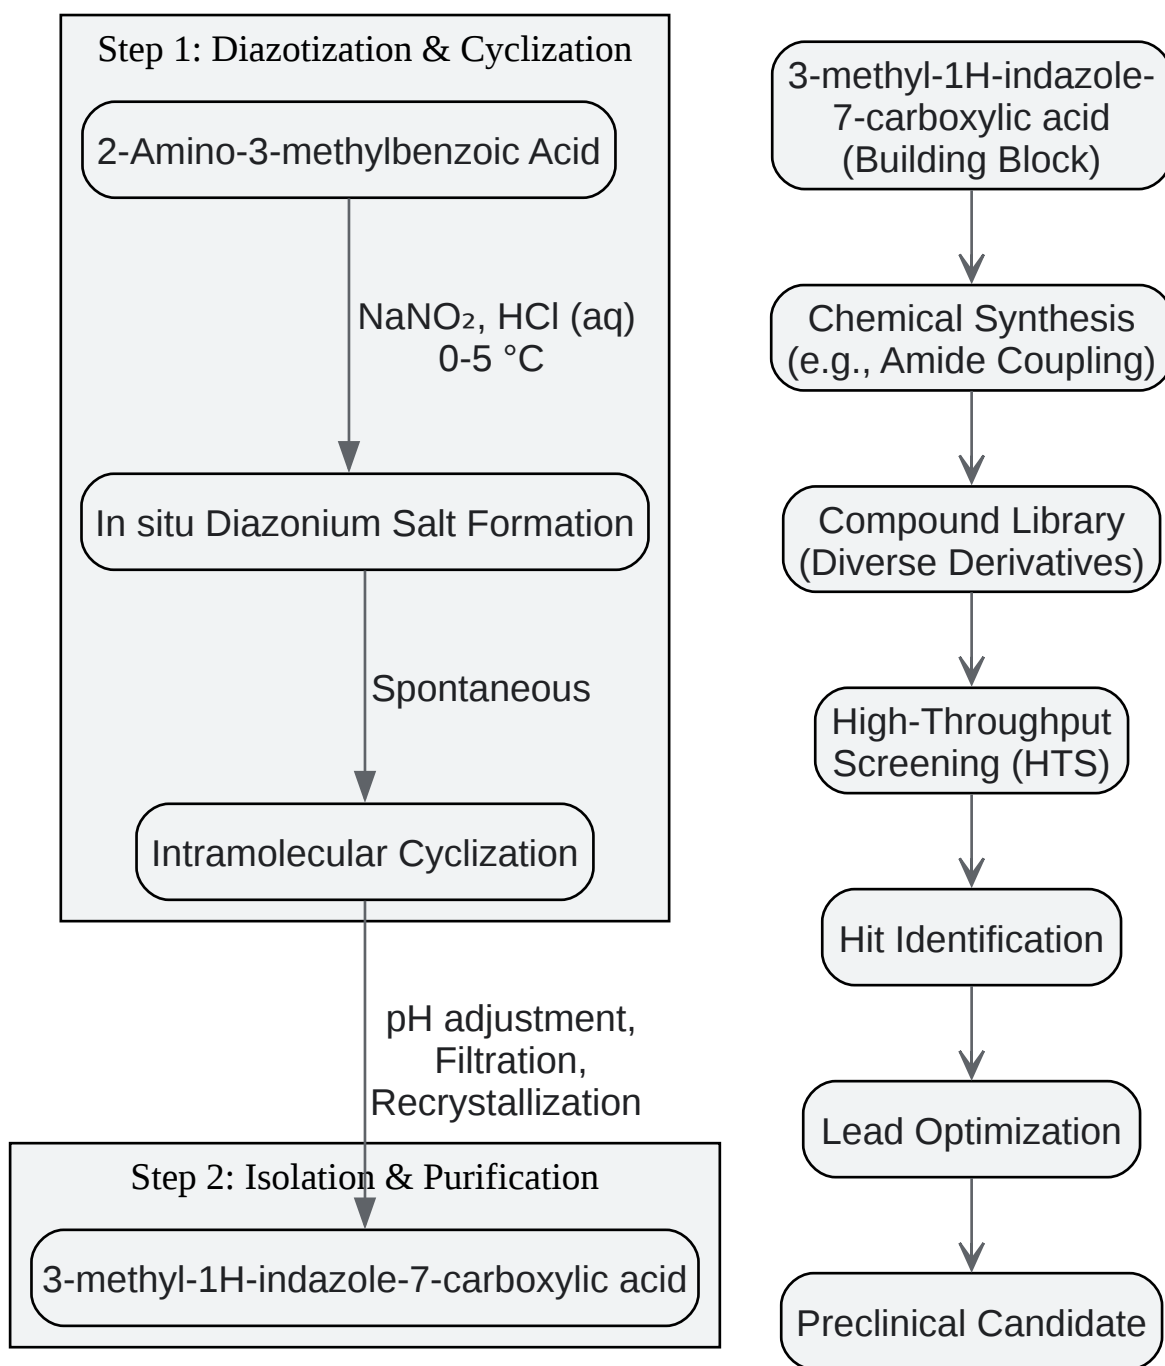 Step 1: Diazotization & Cyclization
2-Amino-3-methylbenzoic Acid
NaNO₂, HCl (aq)
0-5 °C
In situ Diazonium Salt Formation
Spontaneous
Intramolecular Cyclization
pH adjustment,
Filtration,
Recrystallization
Step 2: Isolation & Purification
3-methyl-1H-indazole-7-carboxylic acid
3-methyl-1H-indazole-
7-carboxylic acid
(Building Block)
Chemical Synthesis
(e.g., Amide Coupling)
Compound Library
(Diverse Derivatives)
High-Throughput
Screening (HTS)
Hit Identification
Lead Optimization
Preclinical Candidate